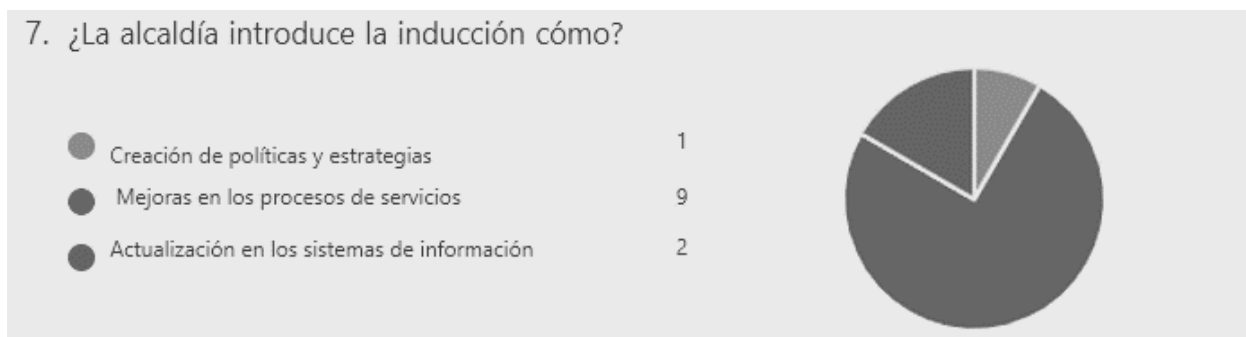 7. ¿La alcaldía introduce la inducción cómo?
Creación de políticas y estrategias 1
Mejoras en los procesos de servicios 9
Actualización en los sistemas de información 2